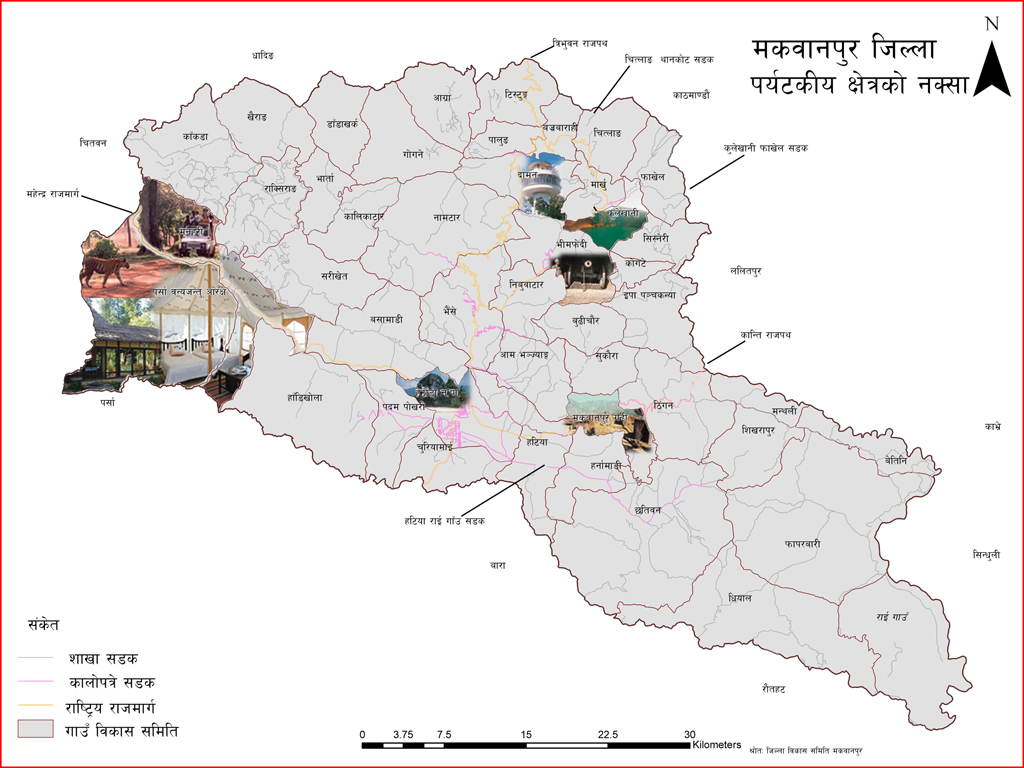 N
मकवानपुर जिल्ला
पर्यटकीय क्षेत्रको नक्सा
त्रिभुवन राजपथ
धादिङ
चित्लाङ थानकोट सडक
काठमाण्डौ
आग्रा
टिस्टुङ
खैराङ
डाँडाखर्क
बज्रबाराही
चित्लाङ
काँकडा
पालुङ
चितवन
गोगने
कुलेखानी फाखेल सडक
दामन
भार्ता
फाखेल
राक्सिराङ
मार्खु
महेन्द्र राजमार्ग
कालिकाटार
नामटार
कुलेखानी
भीमफेदी
सिस्नेरी
कोगटे
ललितपुर
सरीखेत
निबुवाटार
पर्सा वन्यजन्तु आरक्ष
इपा पञ्चकन्या
भैंसे
बसामाडी
बुढीचौर
कान्ति राजपथ
आम भञ्ज्याङ
सुकौरा
हाँडिखोला
पर्सा
पदम पोखरी
ठिंगन
मन्थली
मकवानपुर गढी
शिखरपुर
काभ्रे
चुरियामाई
हटिया
बेतिनि
हर्नामाडी
छतिवन
हटिया राई गाँउ सडक
फापरबारी
सिन्धुली
बारा
धियाल
राई गाउँ
संकेत
शाखा सडक
कालोपत्रे सडक
राष्ट्रिय राजमार्ग
गाउँ विकास समिति
रौतहट
0 3.75 7.5 15 22.5 30
Kilometers
श्रोत: जिल्ला विकास समिति मकवानपुर